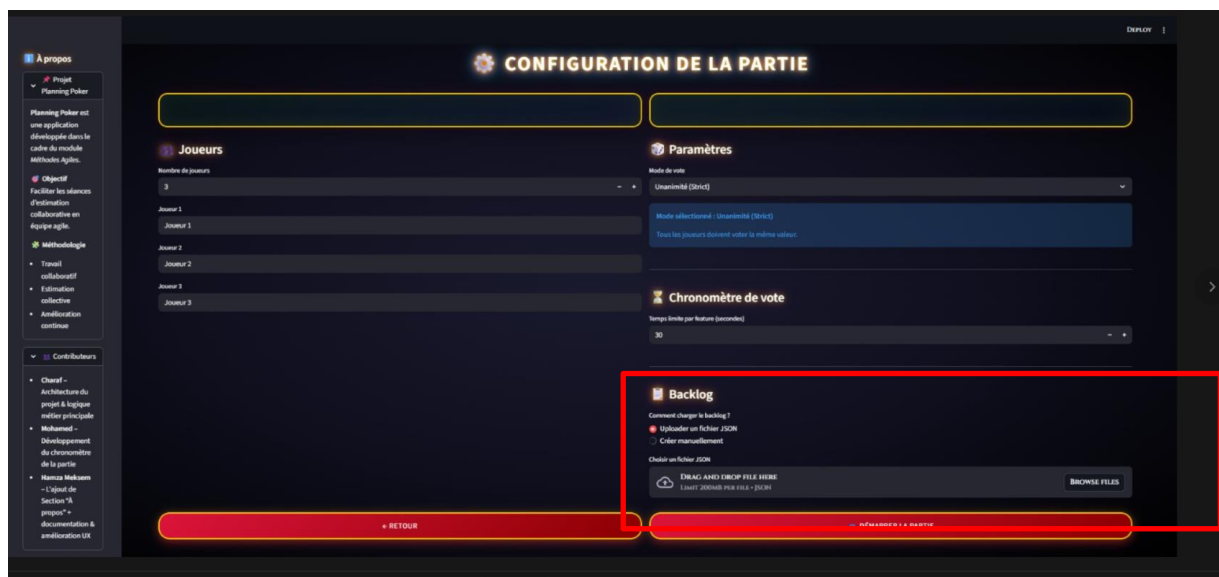 DEPLOY
À propos
Projet
Planning Poker
Planning Poker est
une application
développée dans le
cadre du module
Méthodes Agiles.
Objectif
Faciliter les séances
d'estimation
collaborative en
équipe agile.
Méthodologie
Travail
collaboratif
Estimation
collective
Amélioration
continue
Contributeurs
Charaf –
Architecture du
projet & logique
métier principale
Mohamed –
Développement
du chronomètre
de la partie
Hamza Meksem
– L'ajout de
Section "À
propos" +
documentation &
amélioration UX
CONFIGURATION DE LA PARTIE
Joueurs
Nombre de joueurs
3
Joueur 1
Joueur 1
Joueur 2
Joueur 2
Joueur 3
Joueur 3
Paramètres
Mode de vote
Unanimité (Strict)
Mode sélectionné : Unanimité (Strict)
Tous les joueurs doivent voter la même valeur.
Chronomètre de vote
Temps limite par feature (secondes)
30
Backlog
Comment charger le backlog ?
Uploader un fichier JSON
Créer manuellement
Choisir un fichier JSON
DRAG AND DROP FILE HERE
LIMIT 200MB PER FILE • JSON
BROWSE FILES
← RETOUR
DÉMARRER LA PARTIE